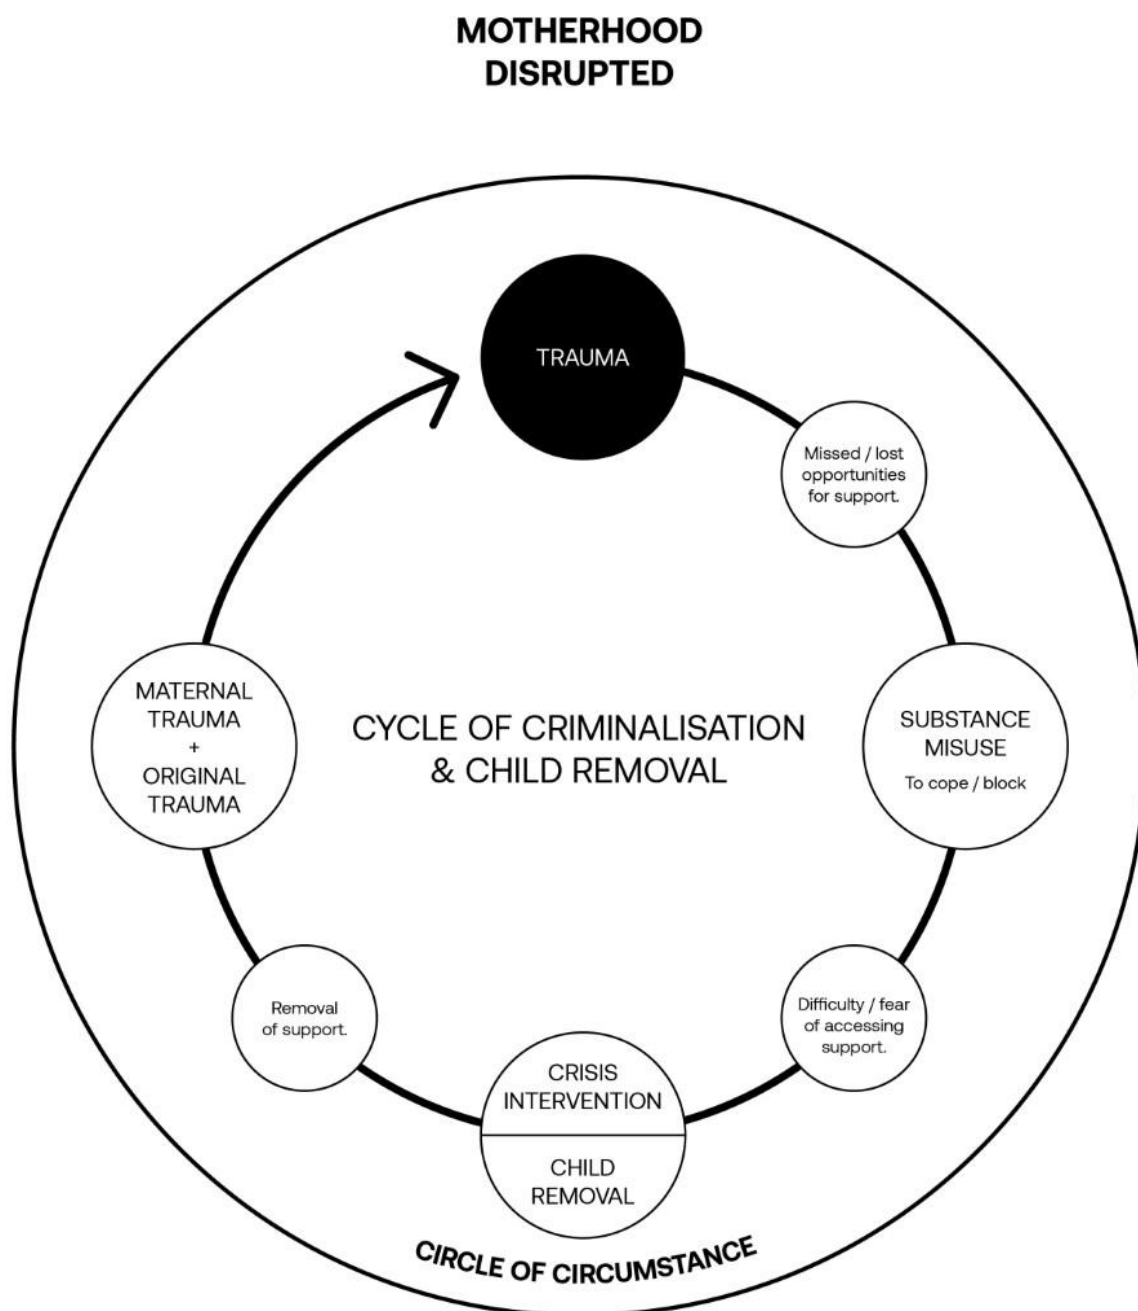 MOTHERHOOD
DISRUPTED
TRAUMA
Missed / lost
opportunities
for support.
SUBSTANCE
MISUSE
To cope / block
Difficulty / fear
of accessing
support.
CRISIS
INTERVENTION
CHILD
REMOVAL
Removal
of support.
MATERNAL
TRAUMA
+
ORIGINAL
TRAUMA
CYCLE OF CRIMINALISATION
& CHILD REMOVAL
CIRCLE OF CIRCUMSTANCE